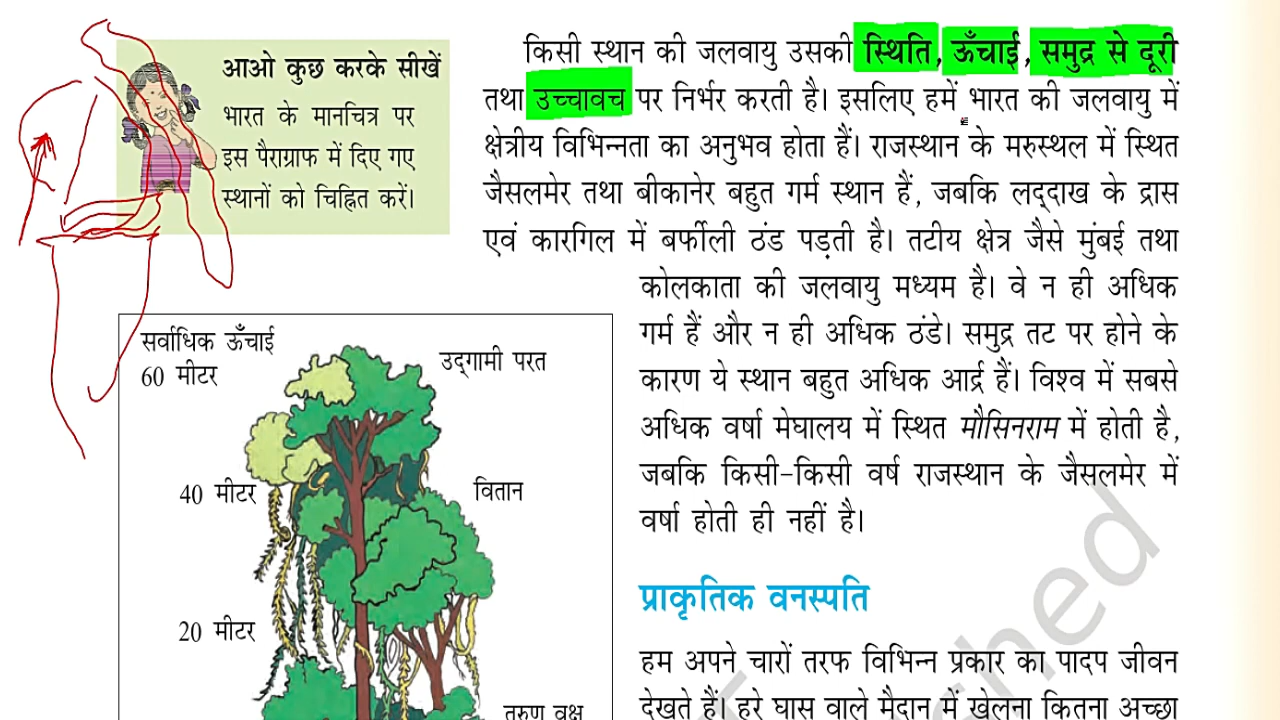 आओ कुछ करके सीखें
भारत के मानचित्र पर
इस पैराग्राफ में दिए गए
स्थानों को चिह्नित करें।
किसी स्थान की जलवायु उसकी स्थिति, ऊँचाई, समुद्र से दूरी
तथा उच्चावच पर निर्भर करती है। इसलिए हमें भारत की जलवायु में
क्षेत्रीय विभिन्नता का अनुभव होता हैं। राजस्थान के मरुस्थल में स्थित
जैसलमेर तथा बीकानेर बहुत गर्म स्थान हैं, जबकि लद्दाख के द्रास
एवं कारगिल में बर्फीली ठंड पड़ती है। तटीय क्षेत्र जैसे मुंबई तथा
कोलकाता की जलवायु मध्यम है। वे न ही अधिक
गर्म हैं और न ही अधिक ठंडे। समुद्र तट पर होने के
कारण ये स्थान बहुत अधिक आर्द्र हैं। विश्व में सबसे
अधिक वर्षा मेघालय में स्थित मौसिनराम में होती है,
जबकि किसी-किसी वर्ष राजस्थान के जैसलमेर में
वर्षा होती ही नहीं है।
सर्वाधिक ऊँचाई
60 मीटर
उद्गामी परत
40 मीटर
वितान
20 मीटर
तरुण वृक्ष
प्राकृतिक वनस्पति
हम अपने चारों तरफ विभिन्न प्रकार का पादप जीवन
देखते हैं। हरे घास वाले मैदान में खेलना कितना अच्छा
shed